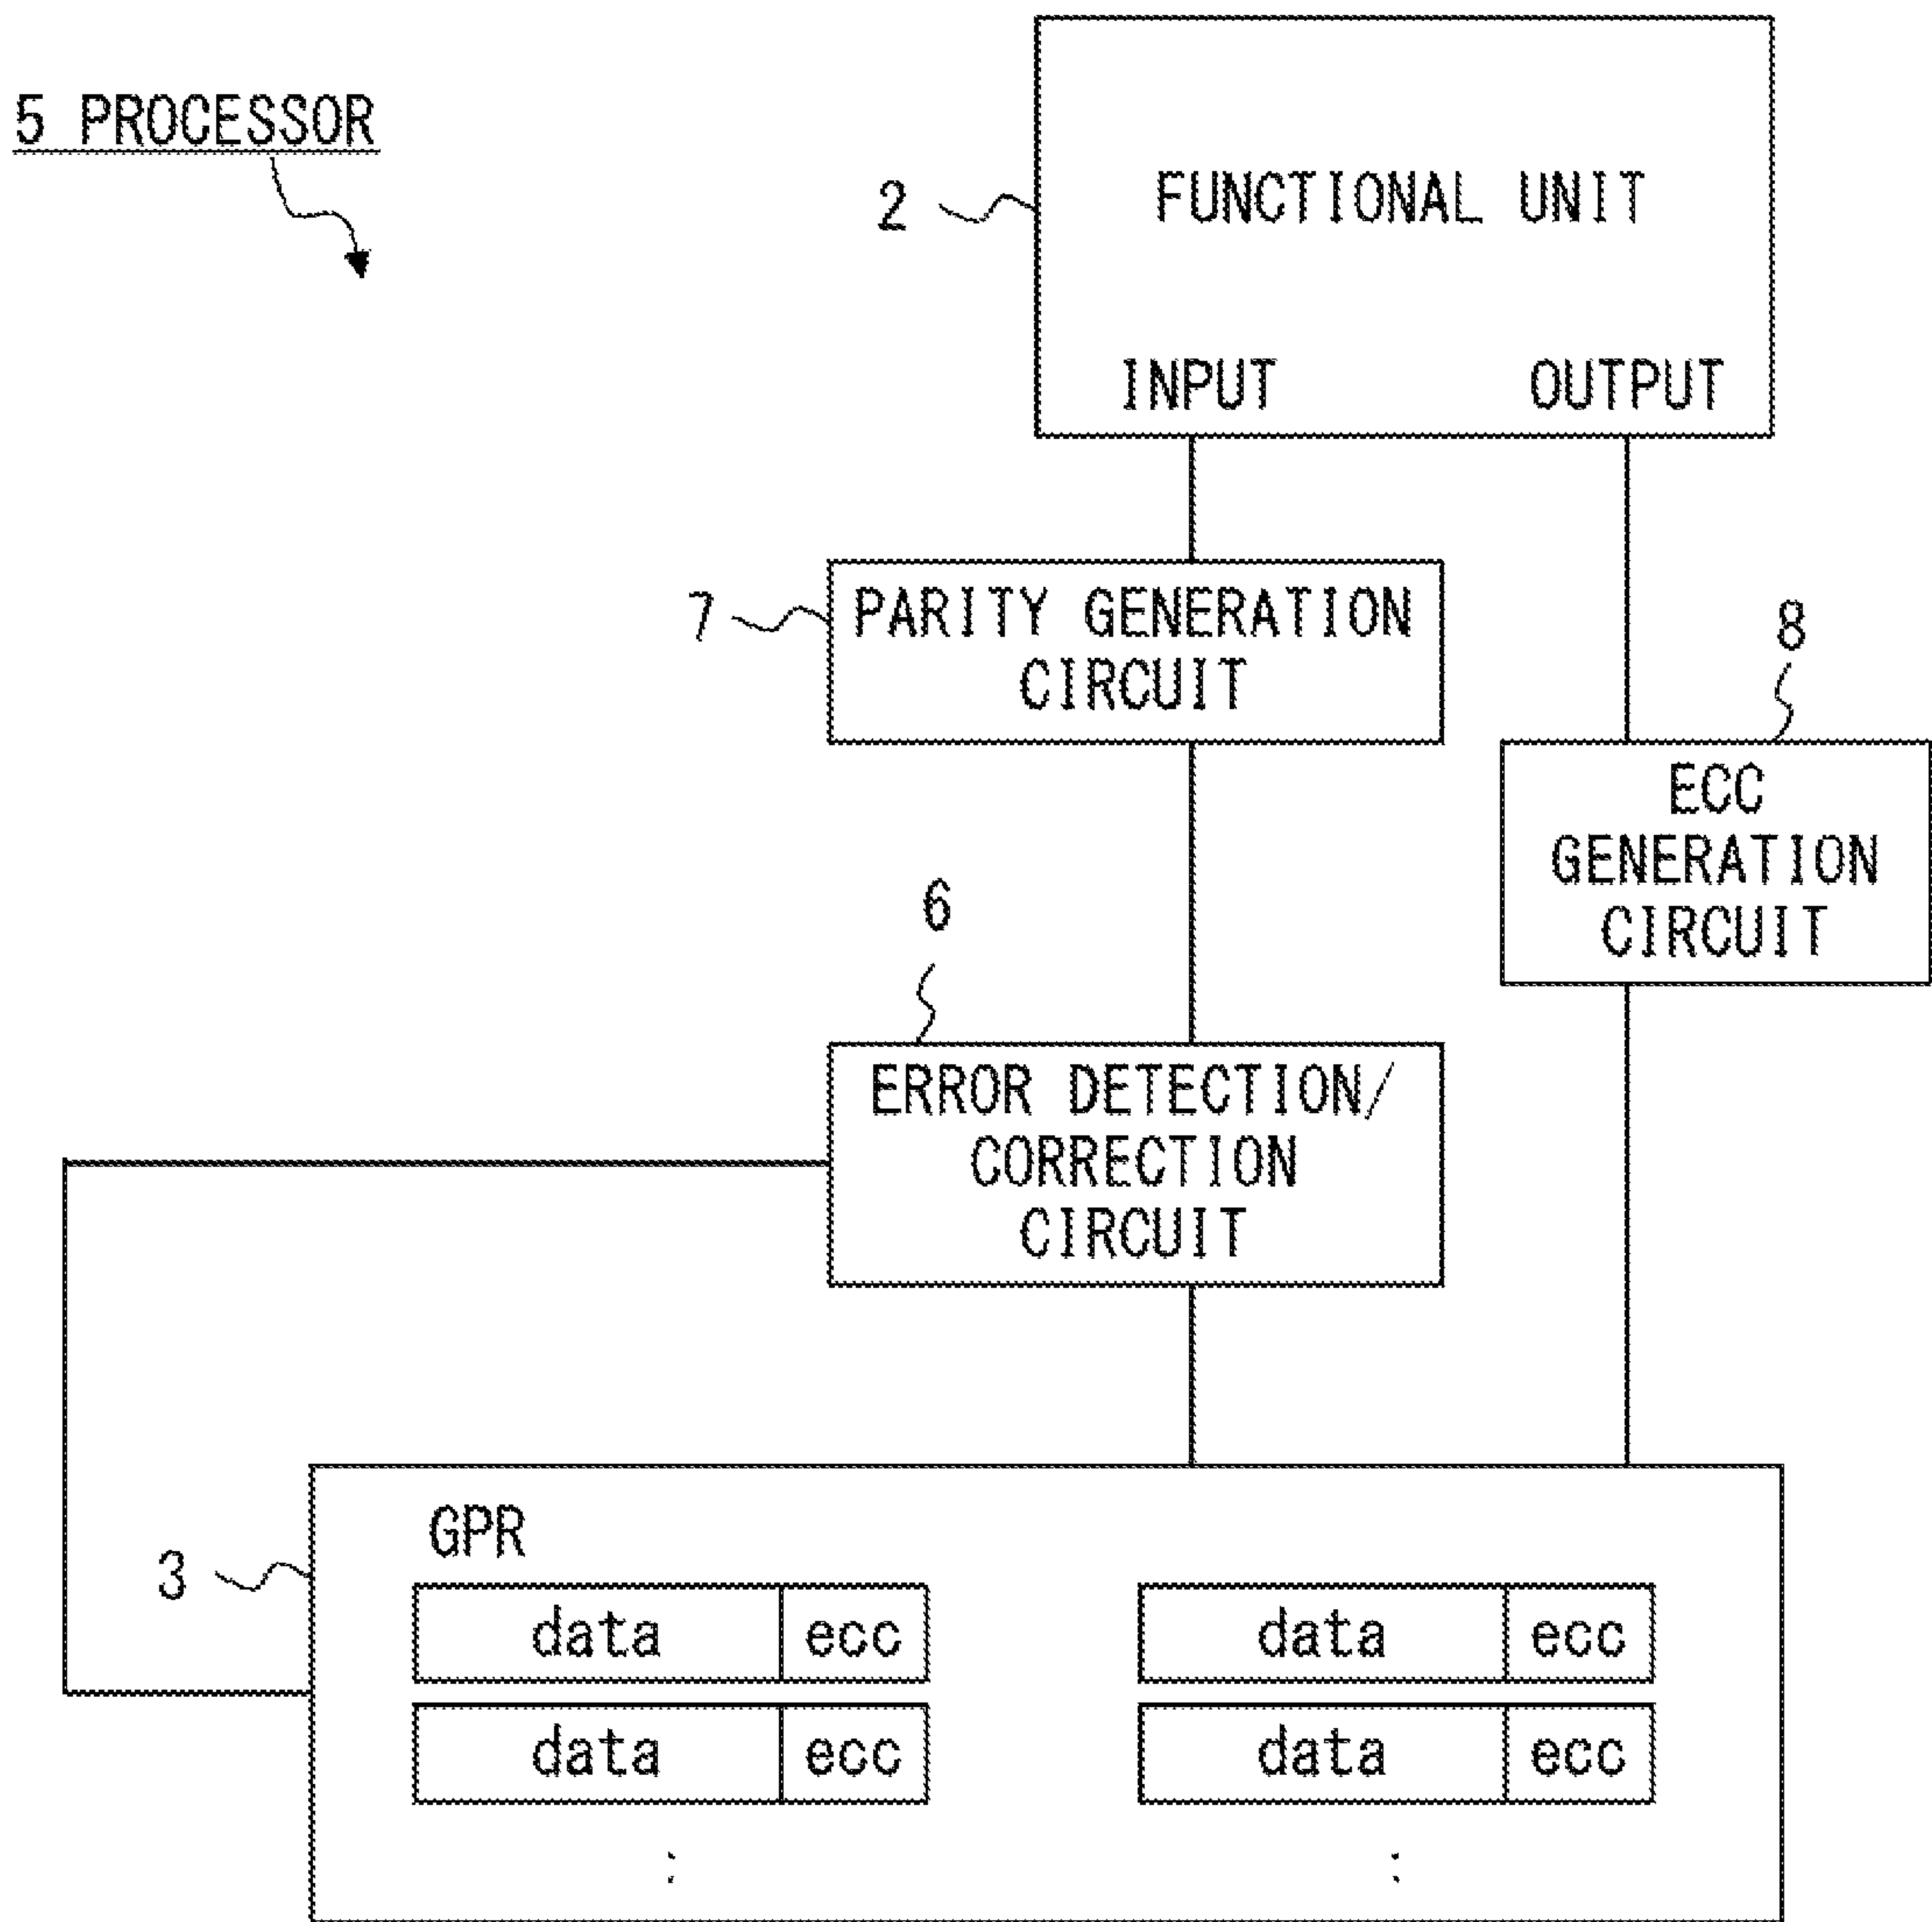 5 PROCESSOR
2
FUNCTIONAL UNIT
INPUT OUTPUT
7
PARITY GENERATION
CIRCUIT
8
ECC
GENERATION
CIRCUIT
6
ERROR DETECTION/
CORRECTION
CIRCUIT
3
GPR
data ecc data ecc
data ecc data ecc
: :